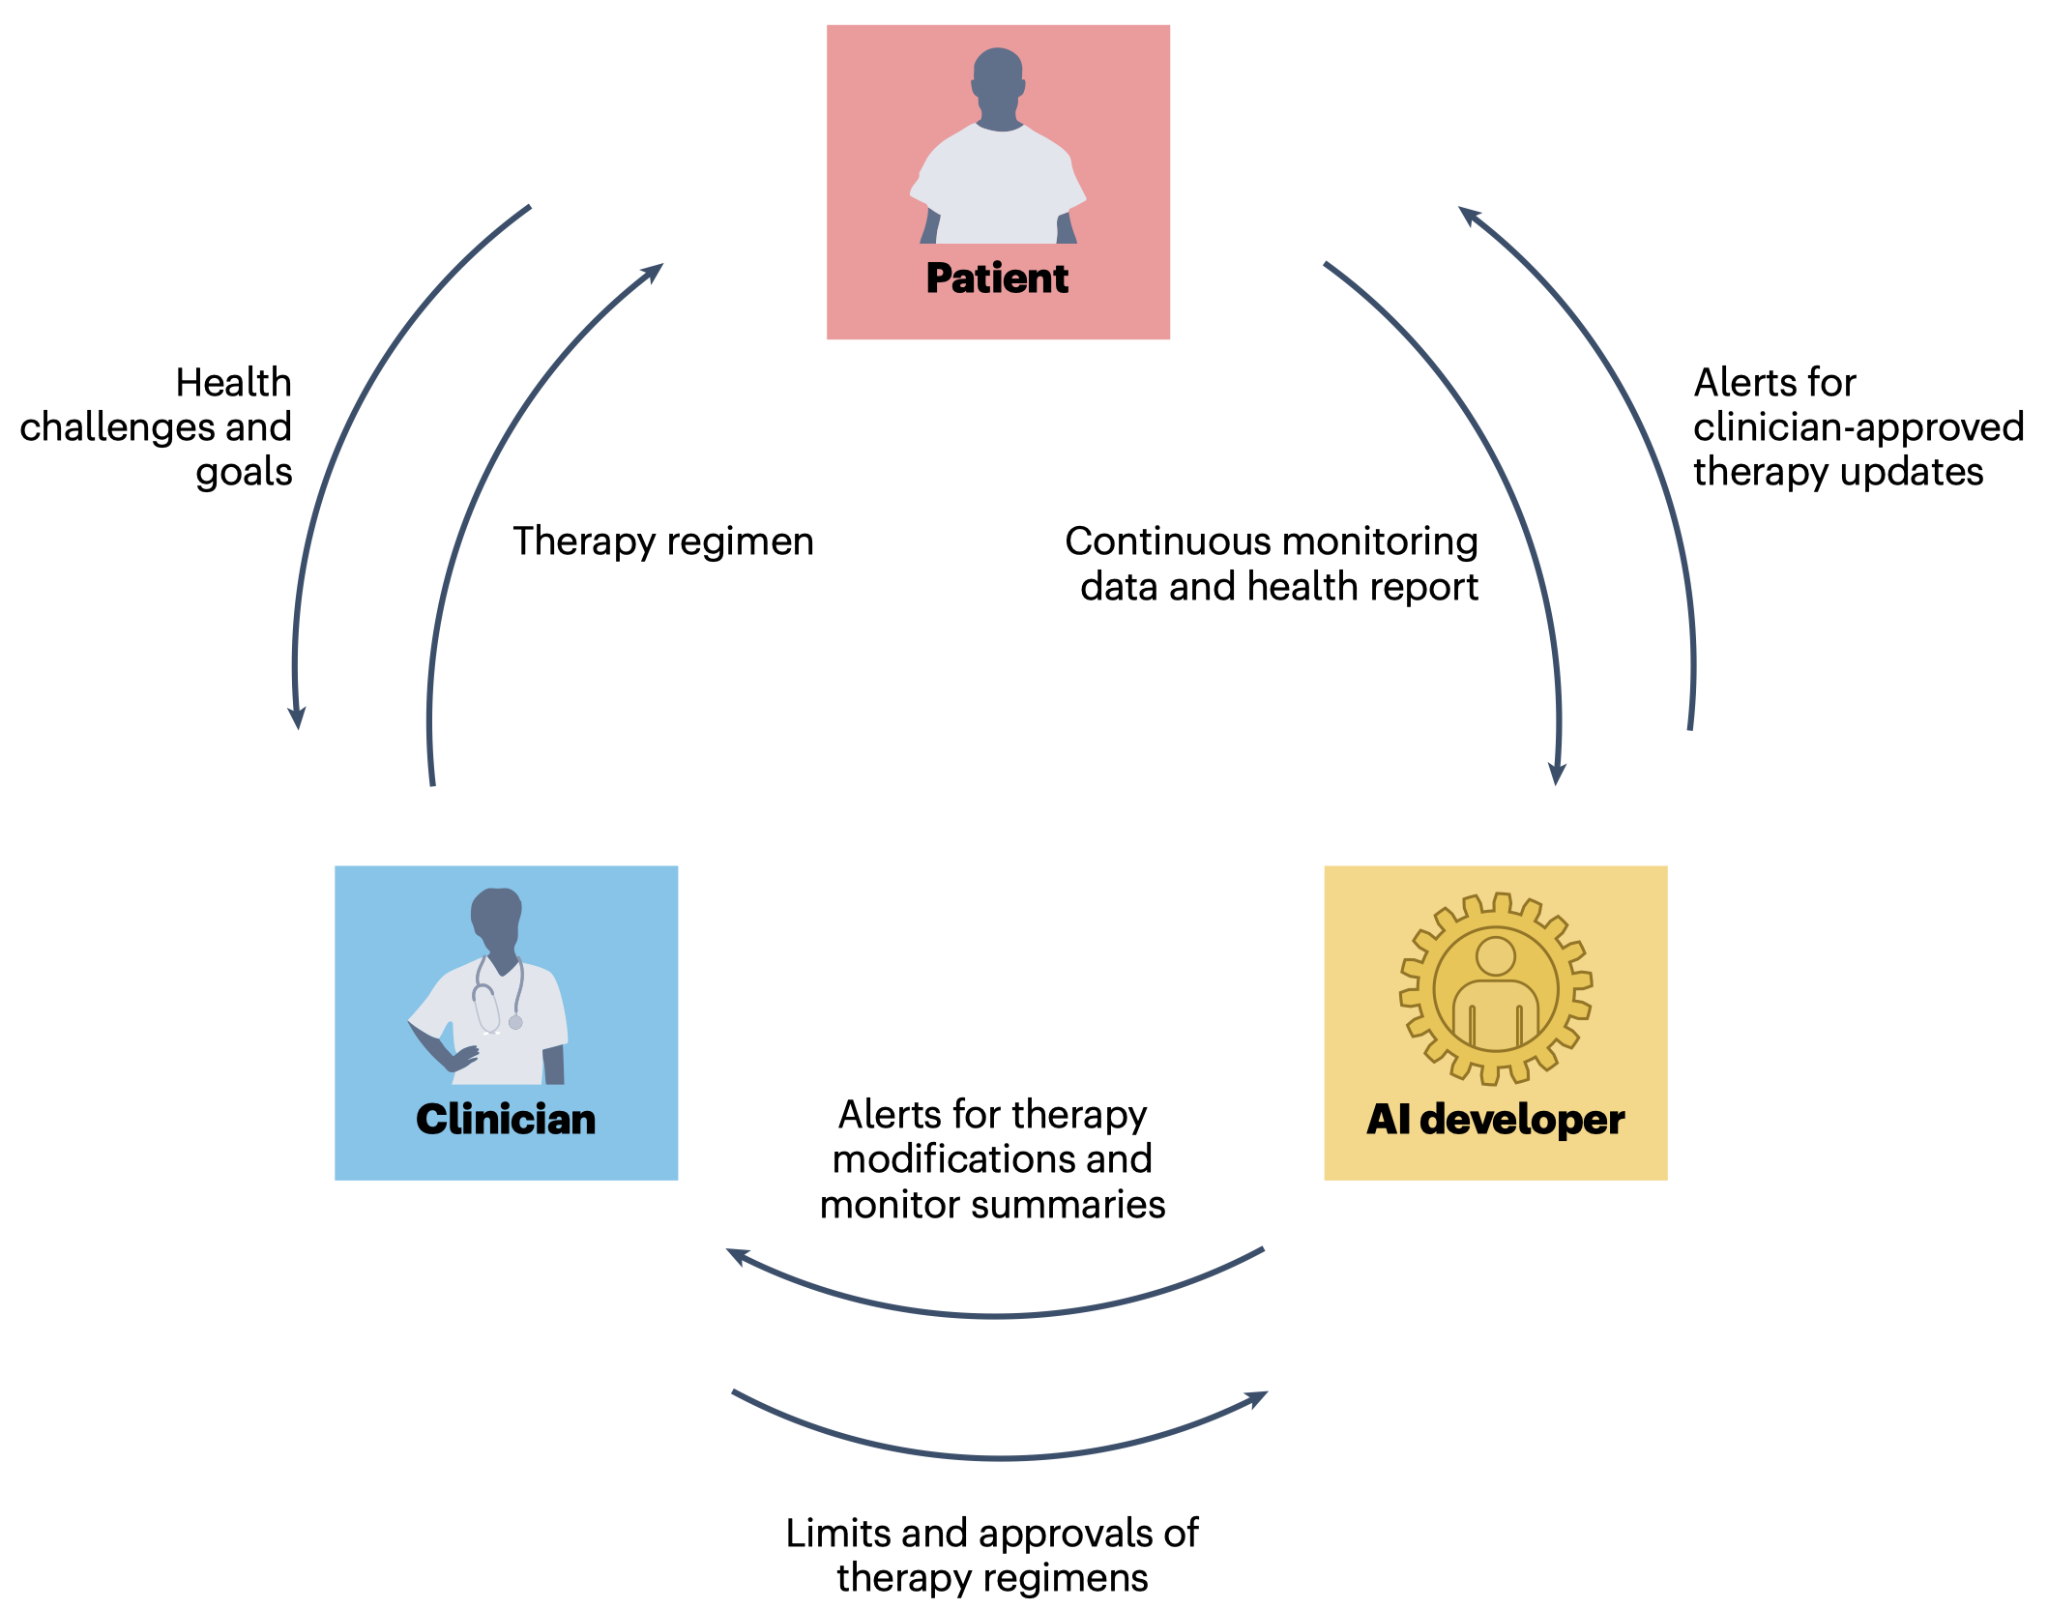 Patient
Health
challenges and
goals
Therapy regimen
Continuous monitoring
data and health report
Alerts for
clinician-approved
therapy updates
Clinician
AI developer
Alerts for therapy
modifications and
monitor summaries
Limits and approvals of
therapy regimens